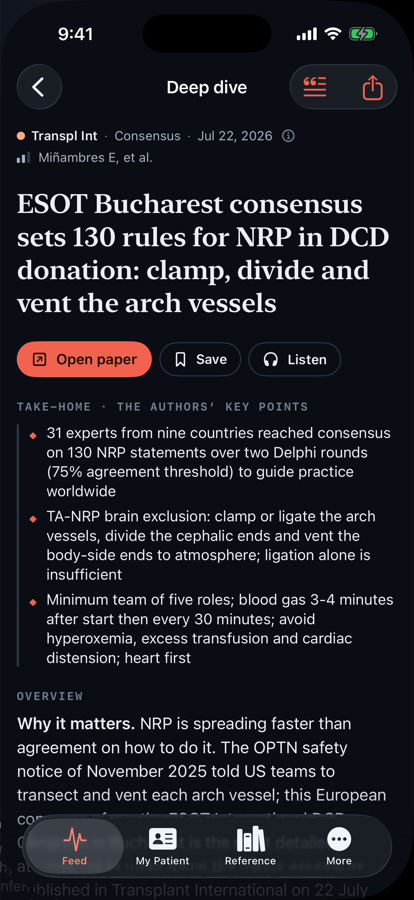 9:41
Deep dive
Transpl Int · Consensus · Jul 22, 2026
Miñambres E, et al.
ESOT Bucharest consensus
sets 130 rules for NRP in DCD
donation: clamp, divide and
vent the arch vessels
Open paper
Save
Listen
TAKE-HOME · THE AUTHORS’ KEY POINTS
31 experts from nine countries reached consensus
on 130 NRP statements over two Delphi rounds
(75% agreement threshold) to guide practice
worldwide
TA-NRP brain exclusion: clamp or ligate the arch
vessels, divide the cephalic ends and vent the
body-side ends to atmosphere; ligation alone is
insufficient
Minimum team of five roles; blood gas 3-4 minutes
after start then every 30 minutes; avoid
hyperoxemia, excess transfusion and cardiac
distension; heart first
OVERVIEW
Why it matters. NRP is spreading faster than
agreement on how to do it. The OPTN safety
notice of November 2025 told US teams to
transect and vent each arch vessel; this European
Feed
My Patient
Reference
More
published in Transplant International on 22 July